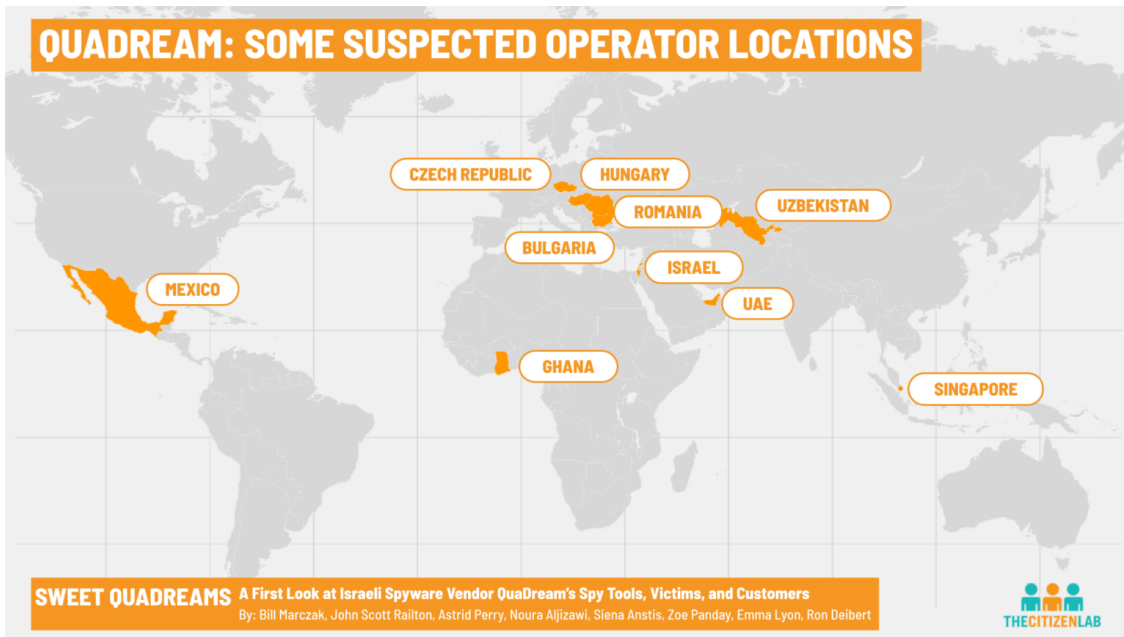 QUADREAM: SOME SUSPECTED OPERATOR LOCATIONS
CZECH REPUBLIC
HUNGARY
ROMANIA
UZBEKISTAN
BULGARIA
ISRAEL
MEXICO
UAE
GHANA
SINGAPORE
SWEET QUADREAMS
A First Look at Israeli Spyware Vendor QuaDream's Spy Tools, Victims, and Customers
By: Bill Marczak, John Scott Railton, Astrid Perry, Noura Aljizawi, Siena Anstis, Zoe Panday, Emma Lyon, Ron Deibert
THECITIZENLAB